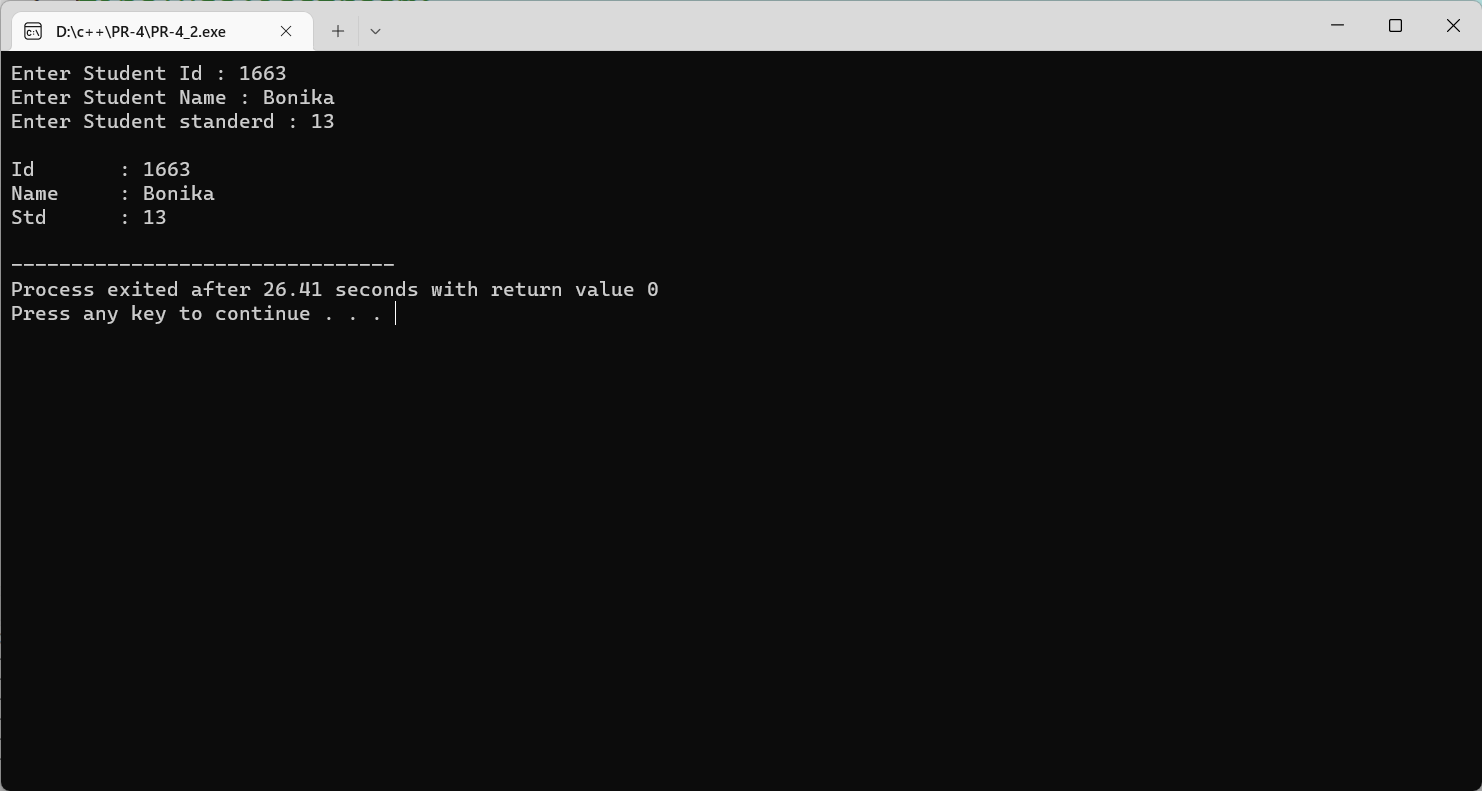 D:\c++\PR-4\PR-4_2.exe
Enter Student Id : 1663
Enter Student Name : Bonika
Enter Student standerd : 13
Id       : 1663
Name     : Bonika
Std      : 13
--------------------------------
Process exited after 26.41 seconds with return value 0
Press any key to continue . . .